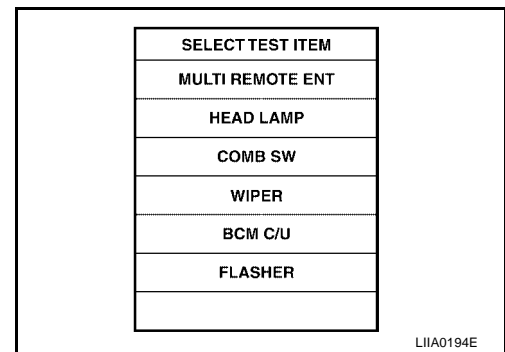 SELECT TEST ITEM
MULTI REMOTE ENT
HEAD LAMP
COMB SW
WIPER
BCM C/U
FLASHER
LIIA0194E